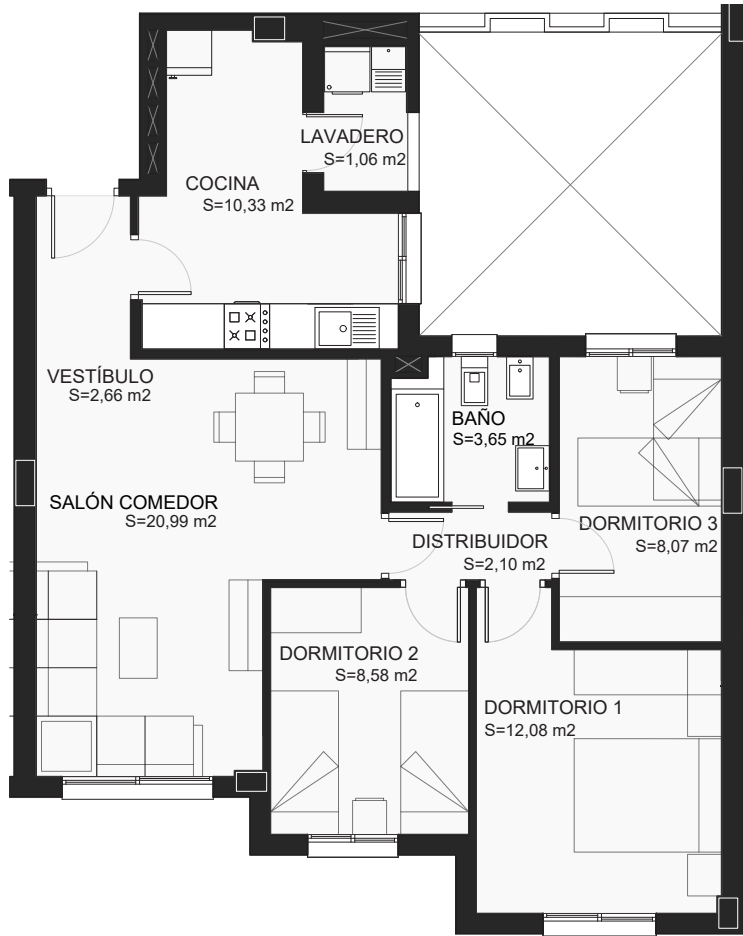 LAVADERO
S=1,06 m2
COCINA
S=10,33 m2
VESTÍBULO
S=2,66 m2
BAÑO
S=3,65 m2
SALÓN COMEDOR
S=20,99 m2
DORMITORIO 3
S=8,07 m2
DISTRIBUIDOR
S=2,10 m2
DORMITORIO 2
S=8,58 m2
DORMITORIO 1
S=12,08 m2